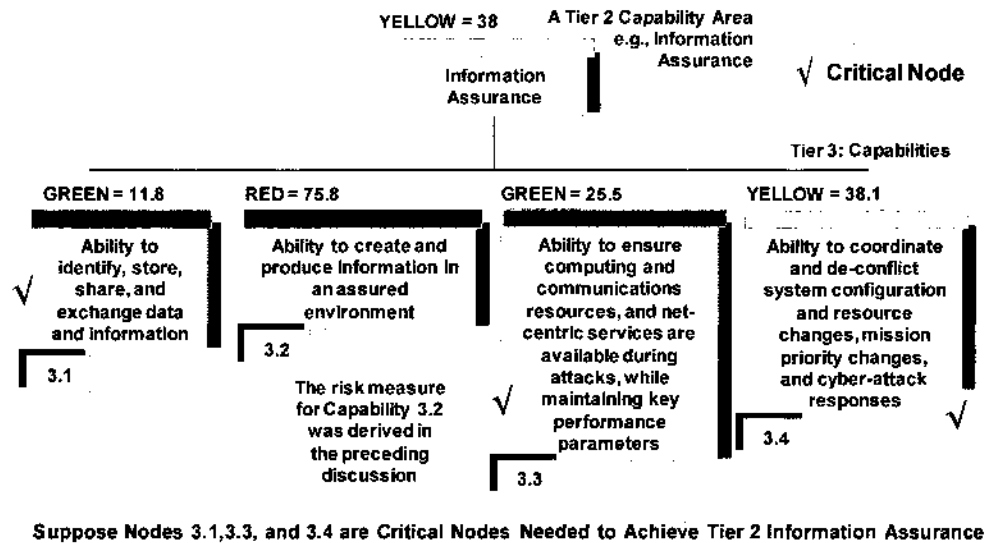 YELLOW = 38
A Tier 2 Capability Area
e.g., Information
Assurance
Information
Assurance
√ Critical Node
Tier 3: Capabilities
GREEN = 11.8
Ability to
identify, store,
share, and
exchange data
and information
√
3.1
RED = 75.8
Ability to create and
produce Information In
an assured
environment
3.2
The risk measure
for Capability 3.2
was derived in
the preceding
discussion
GREEN = 25.5
Ability to ensure
computing and
communications
resources, and net-
centric services are
available during
attacks, while
maintaining key
performance
parameters
√
3.3
YELLOW = 38.1
Ability to coordinate
and de-conflict
system configuration
and resource
changes, mission
priority changes,
and cyber-attack
responses
√
3.4
Suppose Nodes 3.1,3.3, and 3.4 are Critical Nodes Needed to Achieve Tier 2 Information Assurance